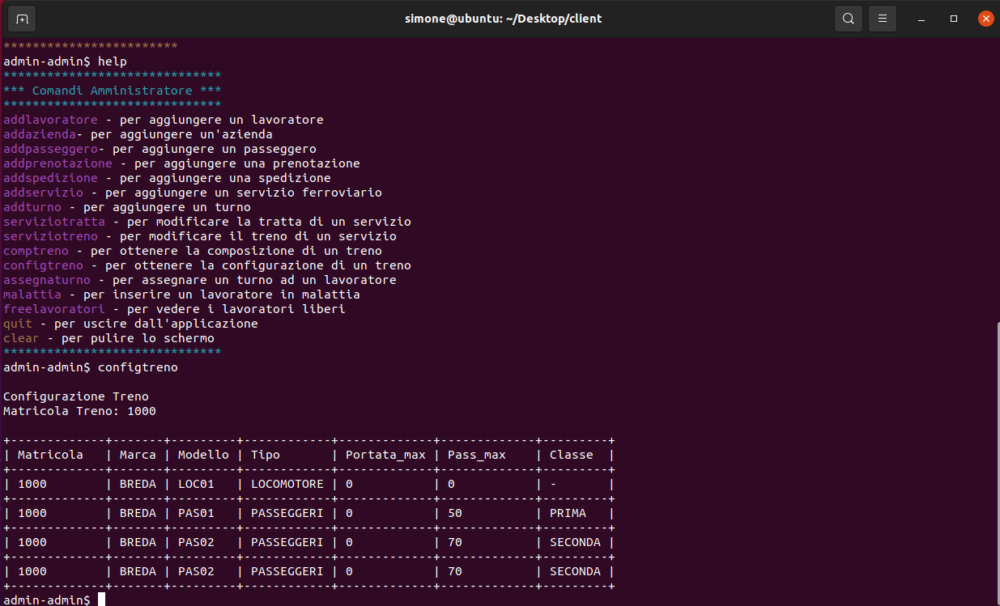 simone@ubuntu: ~/Desktop/client
************************
admin-admin$ help
******************************
*** Comandi Amministratore ***
******************************
addlavoratore - per aggiungere un lavoratore
addazienda- per aggiungere un'azienda
addpasseggero- per aggiungere un passeggero
addprenotazione - per aggiungere una prenotazione
addspedizione - per aggiungere una spedizione
addservizio - per aggiungere un servizio ferroviario
addturno - per aggiungere un turno
serviziotratta - per modificare la tratta di un servizio
serviziotreno - per modificare il treno di un servizio
comptreno - per ottenere la composizione di un treno
configtreno - per ottenere la configurazione di un treno
assegnaturno - per assegnare un turno ad un lavoratore
malattia - per inserire un lavoratore in malattia
freelavoratori - per vedere i lavoratori liberi
quit - per uscire dall'applicazione
clear - per pulire lo schermo
******************************
admin-admin$ configtreno
Configurazione Treno
Matricola Treno: 1000
+-------------+-------+---------+------------+-------------+-------------+---------+
| Matricola   | Marca | Modello | Tipo       | Portata_max | Pass_max    | Classe  |
+-------------+-------+---------+------------+-------------+-------------+---------+
| 1000        | BREDA | LOC01   | LOCOMOTORE | 0           | 0           | -       |
+-------------+-------+---------+------------+-------------+-------------+---------+
| 1000        | BREDA | PAS01   | PASSEGGERI | 0           | 50          | PRIMA   |
+-------------+-------+---------+------------+-------------+-------------+---------+
| 1000        | BREDA | PAS02   | PASSEGGERI | 0           | 70          | SECONDA |
+-------------+-------+---------+------------+-------------+-------------+---------+
| 1000        | BREDA | PAS02   | PASSEGGERI | 0           | 70          | SECONDA |
+-------------+-------+---------+------------+-------------+-------------+---------+
admin-admin$